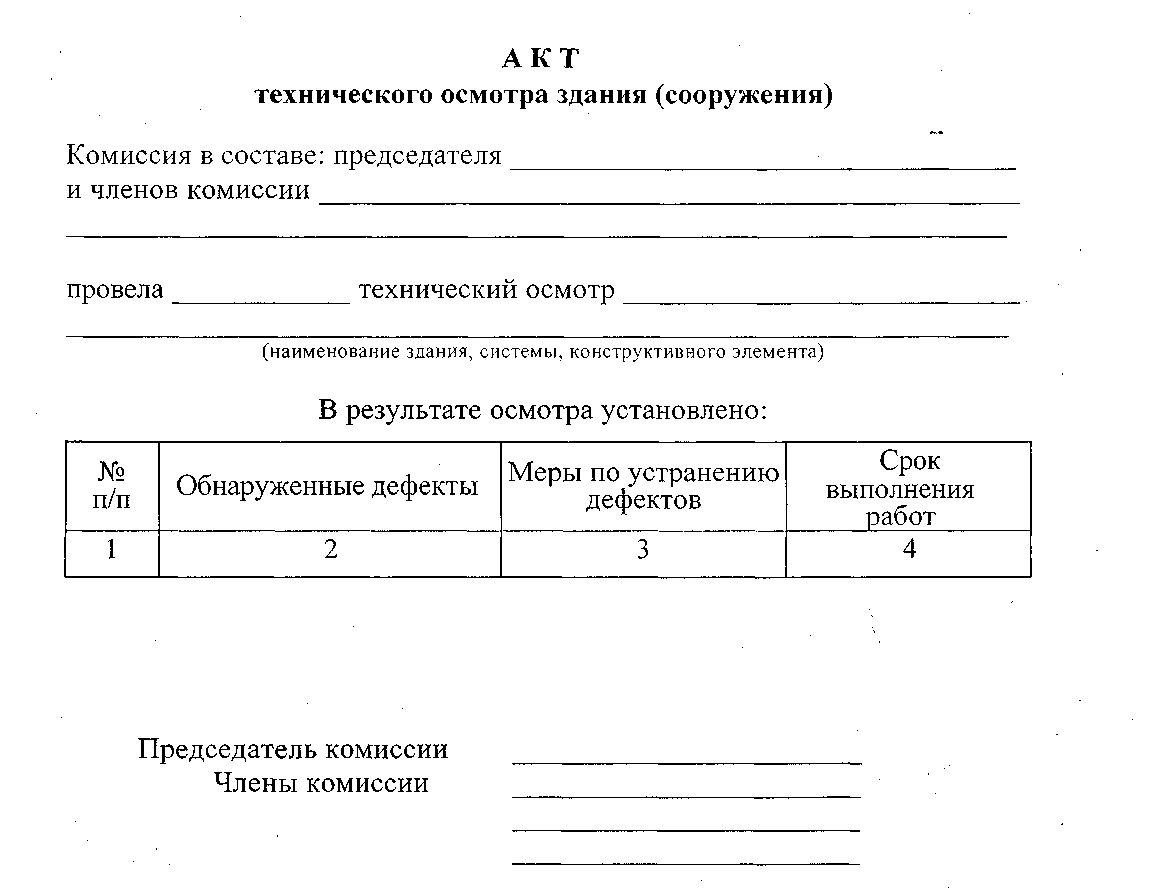 А К Т
технического осмотра здания (сооружения)
Комиссия в составе: председателя
и членов комиссии
провела технический осмотр
(наименование здания, системы, конструктивного элемента)
В результате осмотра установлено:
№ п/п Обнаруженные дефекты Меры по устранению дефектов Срок выполнения работ
1 2 3 4
Председатель комиссии
Члены комиссии